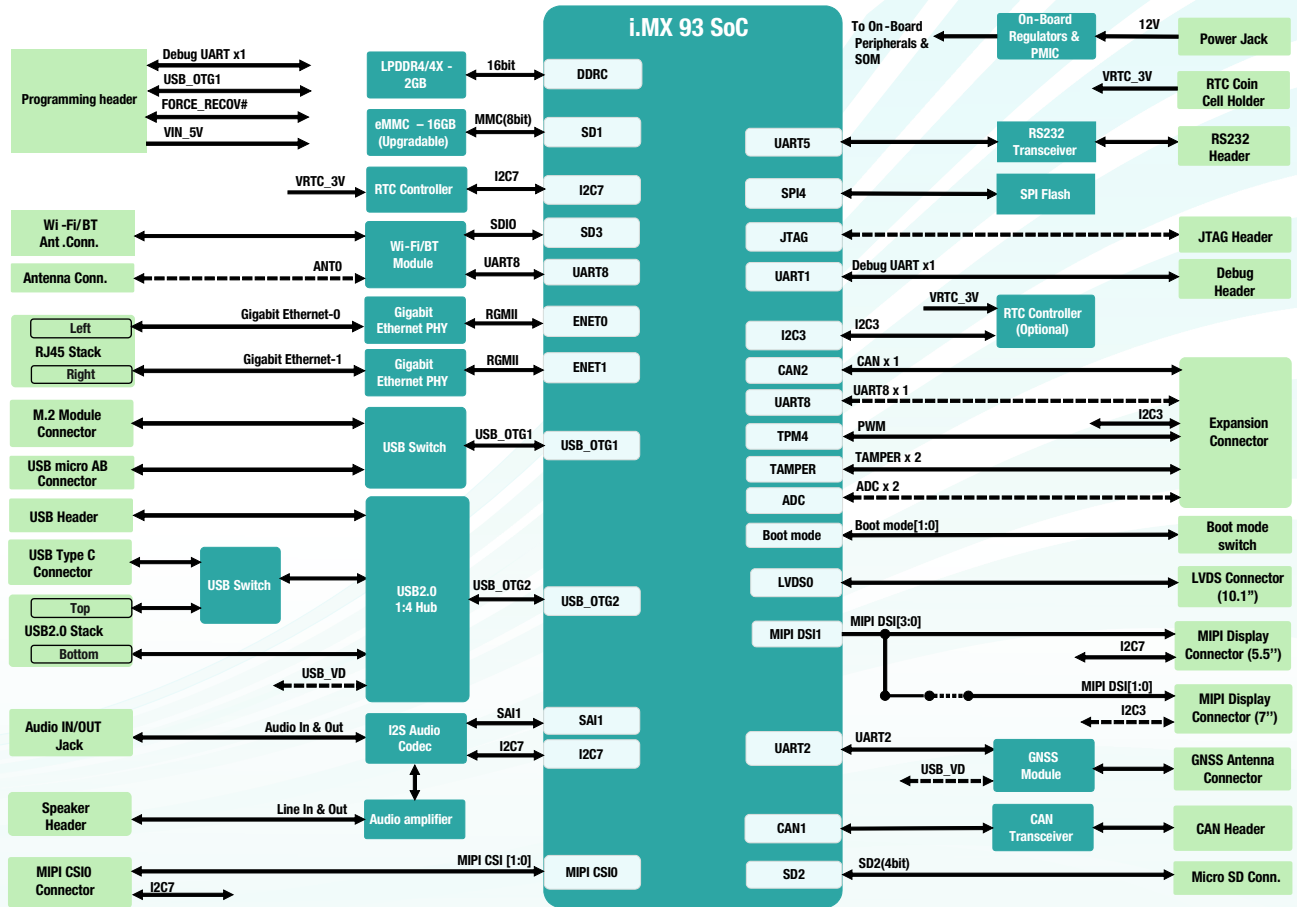 i.MX 93 SoC
Programming header
Debug UART x1
USB_OTG1
FORCE_RECOV#
VIN_5V
LPDDR4/4X -
2GB
16bit
DDRC
eMMC – 16GB
(Upgradable)
MMC(8bit)
SD1
VRTC_3V
RTC Controller
I2C7
I2C7
Wi -Fi/BT
Ant .Conn.
Antenna Conn.
ANT0
Wi-Fi/BT
Module
SDIO
SD3
UART8
UART8
Left
RJ45 Stack
Right
Gigabit Ethernet-0
Gigabit
Ethernet PHY
RGMII
ENET0
Gigabit Ethernet-1
Gigabit
Ethernet PHY
RGMII
ENET1
M.2 Module
Connector
USB micro AB
Connector
USB Switch
USB_OTG1
USB_OTG1
USB Header
USB Type C
Connector
USB Switch
Top
USB2.0 Stack
Bottom
USB_VD
USB2.0
1:4 Hub
USB_OTG2
USB_OTG2
Audio IN/OUT
Jack
Audio In & Out
I2S Audio
Codec
SAI1
SAI1
I2C7
I2C7
Speaker
Header
Line In & Out
Audio amplifier
MIPI CSI0
Connector
MIPI CSI [1:0]
MIPI CSI0
I2C7
To On-Board
Peripherals &
SOM
On-Board
Regulators &
PMIC
12V
Power Jack
VRTC_3V
RTC Coin
Cell Holder
UART5
RS232
Transceiver
RS232
Header
SPI4
SPI Flash
JTAG
JTAG Header
UART1
Debug UART x1
Debug
Header
VRTC_3V
RTC Controller
(Optional)
I2C3
I2C3
CAN2
CAN x 1
UART8
UART8 x 1
I2C3
TPM4
PWM
TAMPER
TAMPER x 2
ADC
ADC x 2
Expansion
Connector
Boot mode
Boot mode[1:0]
Boot mode
switch
LVDS0
LVDS Connector
(10.1”)
MIPI DSI1
MIPI DSI[3:0]
I2C7
MIPI Display
Connector (5.5’’)
MIPI DSI[1:0]
I2C3
MIPI Display
Connector (7’’)
UART2
UART2
USB_VD
GNSS
Module
GNSS Antenna
Connector
CAN1
CAN
Transceiver
CAN Header
SD2
SD2(4bit)
Micro SD Conn.